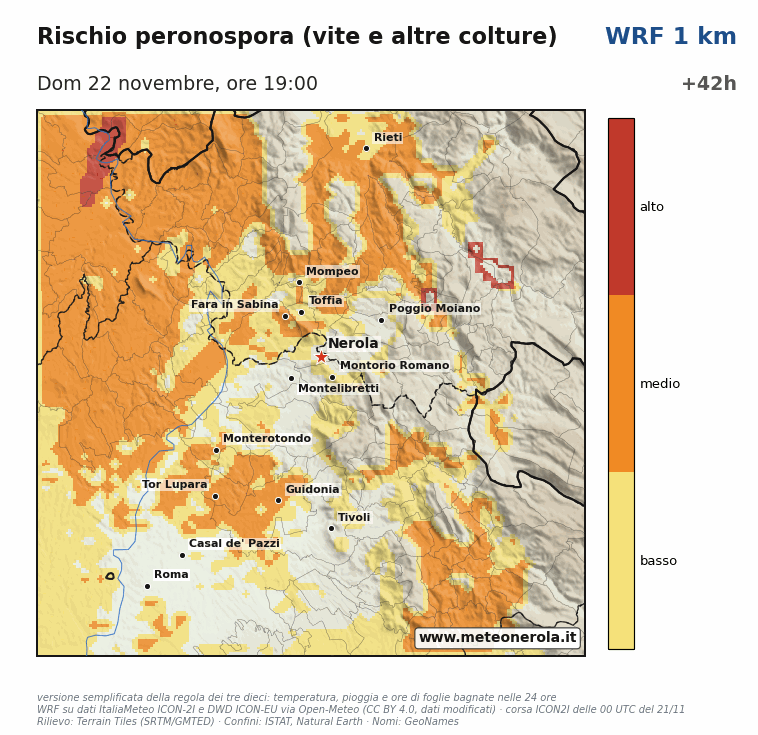 Rischio peronospora (vite e altre colture)
WRF 1 km
Dom 22 novembre, ore 19:00
+42h
Rieti
alto
Mompeo
Fara in Sabina
Toffia
Poggio Moiano
Nerola
Montorio Romano
medio
Montelibretti
Monterotondo
Tor Lupara
Guidonia
Tivoli
Casal de' Pazzi
basso
Roma
www.meteonerola.it
versione semplificata della regola dei tre dieci: temperatura, pioggia e ore di foglie bagnate nelle 24 ore
WRF su dati ItaliaMeteo ICON-2I e DWD ICON-EU via Open-Meteo (CC BY 4.0, dati modificati) · corsa ICON2I delle 00 UTC del 21/11
Rilievo: Terrain Tiles (SRTM/GMTED) · Confini: ISTAT, Natural Earth · Nomi: GeoNames